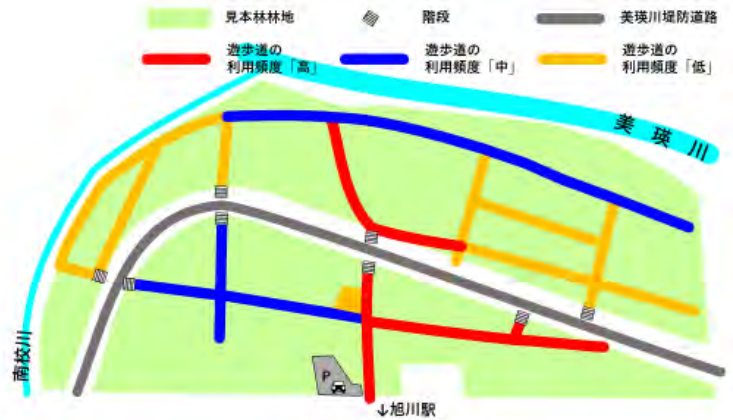 見本林林地
階段
美瑛川堤防道路
遊歩道の
利用頻度「高」
遊歩道の
利用頻度「中」
遊歩道の
利用頻度「低」
美瑛川
南校川
P
↓旭川駅